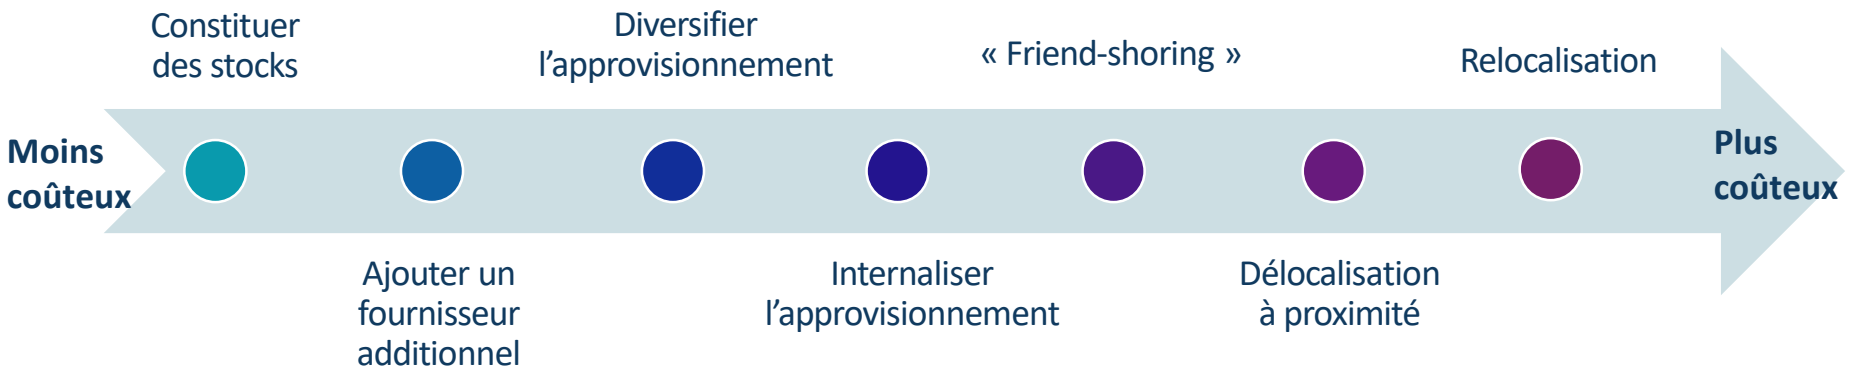 Constituer
des stocks
Diversifier
l’approvisionnement
« Friend-shoring »
Relocalisation
Moins
coûteux
Plus
coûteux
Ajouter un
fournisseur
additionnel
Internaliser
l’approvisionnement
Délocalisation
à proximité